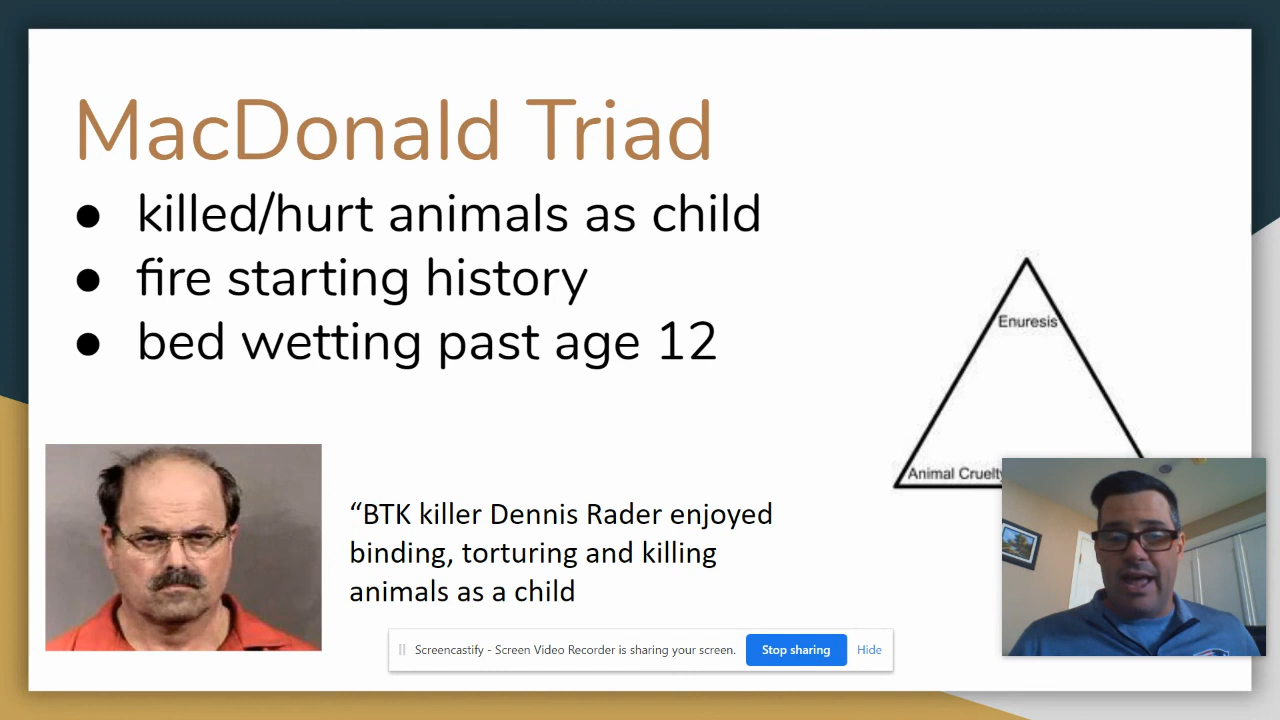 MacDonald Triad
● killed/hurt animals as child
● fire starting history
● bed wetting past age 12
Enuresis
Animal Cruelty
“BTK killer Dennis Rader enjoyed
binding, torturing and killing
animals as a child
Screencastify - Screen Video Recorder is sharing your screen. Stop sharing Hide